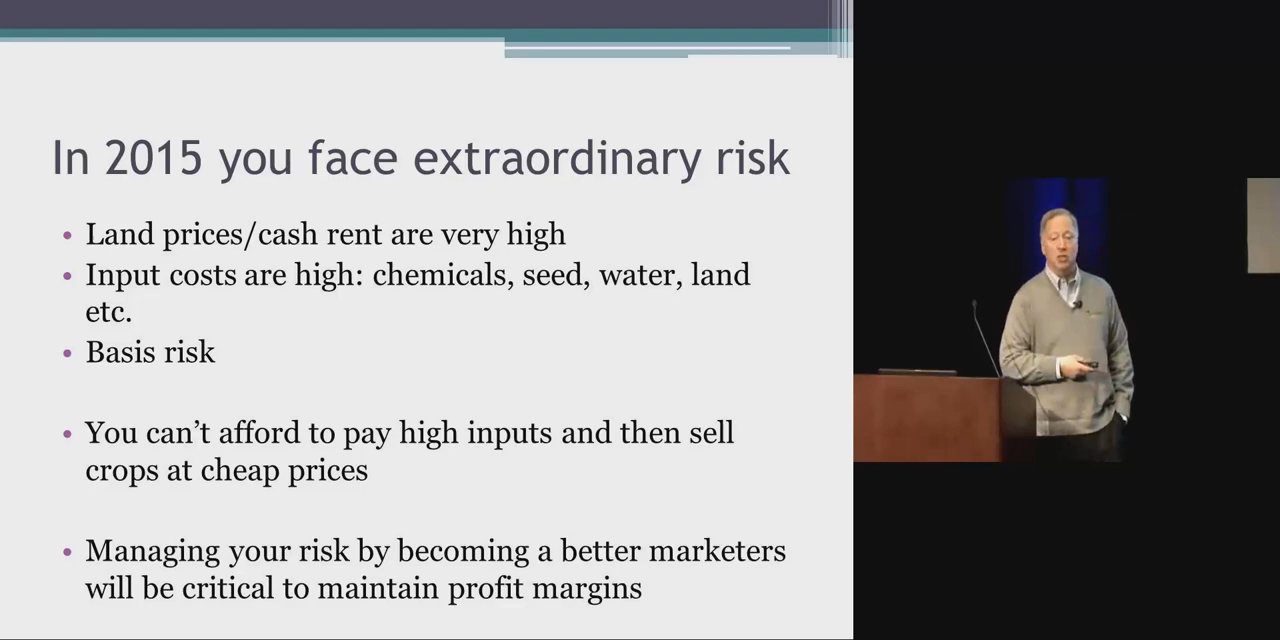 In 2015 you face extraordinary risk
• Land prices/cash rent are very high
• Input costs are high: chemicals, seed, water, land
etc.
• Basis risk
• You can’t afford to pay high inputs and then sell
crops at cheap prices
• Managing your risk by becoming a better marketers
will be critical to maintain profit margins